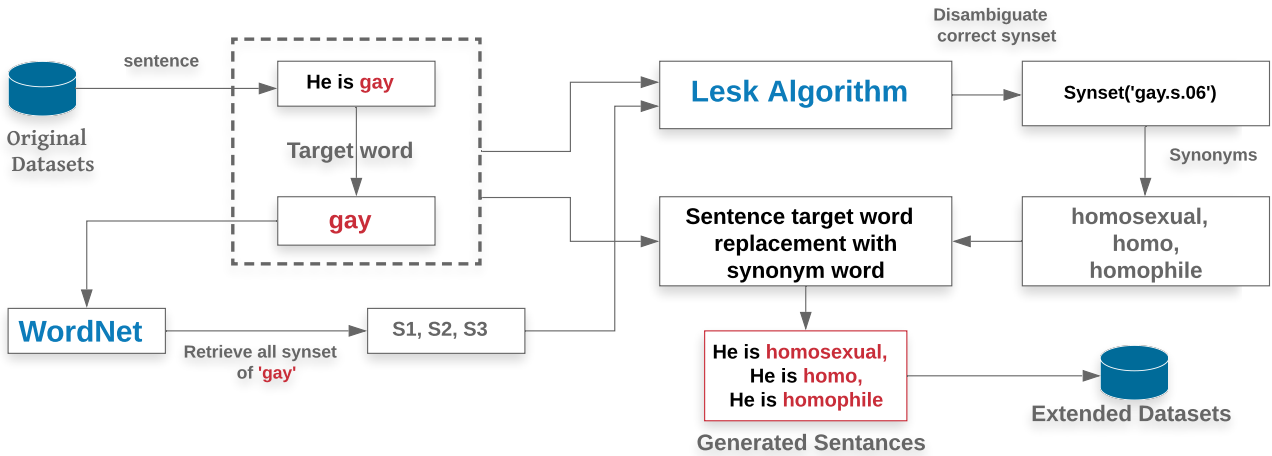 sentence
Original
Datasets
He is gay
Target word
gay
WordNet
Retrieve all synset
of 'gay'
S1, S2, S3
Lesk Algorithm
Disambiguate
correct synset
Synset('gay.s.06')
Synonyms
homosexual,
homo,
homophile
Sentence target word
replacement with
synonym word
He is homosexual,
He is homo,
He is homophile
Generated Sentances
Extended Datasets